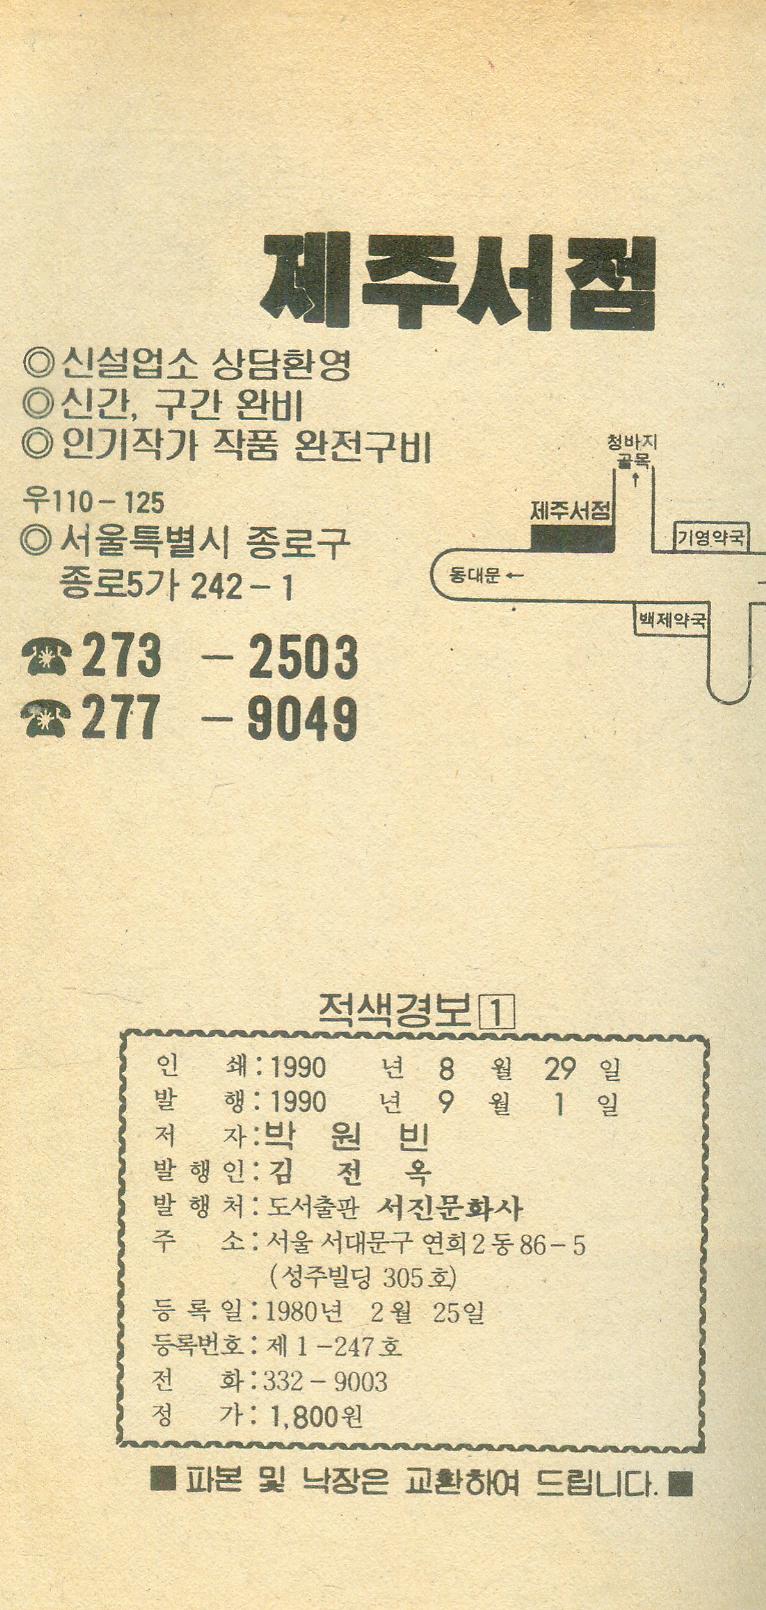 제주서점
◎신설업소 상담환영
◎신간, 구간 완비
◎인기작가 작품 완전구비
우110-125
◎서울특별시 종로구
종로5가 242-1
☎273 -2503
☎277 -9049
청바지
골목
↑
제주서점
기영약국
동대문←
백제약국
적색경보1
인 쇄:1990 년 8 월 29 일
발 행:1990 년 9 월 1 일
저 자:박 원 빈
발 행 인:김 전 옥
발 행 처:도서출판 서진문화사
주 소:서울 서대문구 연희2동86-5
(성주빌딩 305호)
등 록 일:1980년 2월 25일
등록번호:제1-247호
전 화:332-9003
정 가:1,800원
■파본 및 낙장은 교환하여 드립니다.■